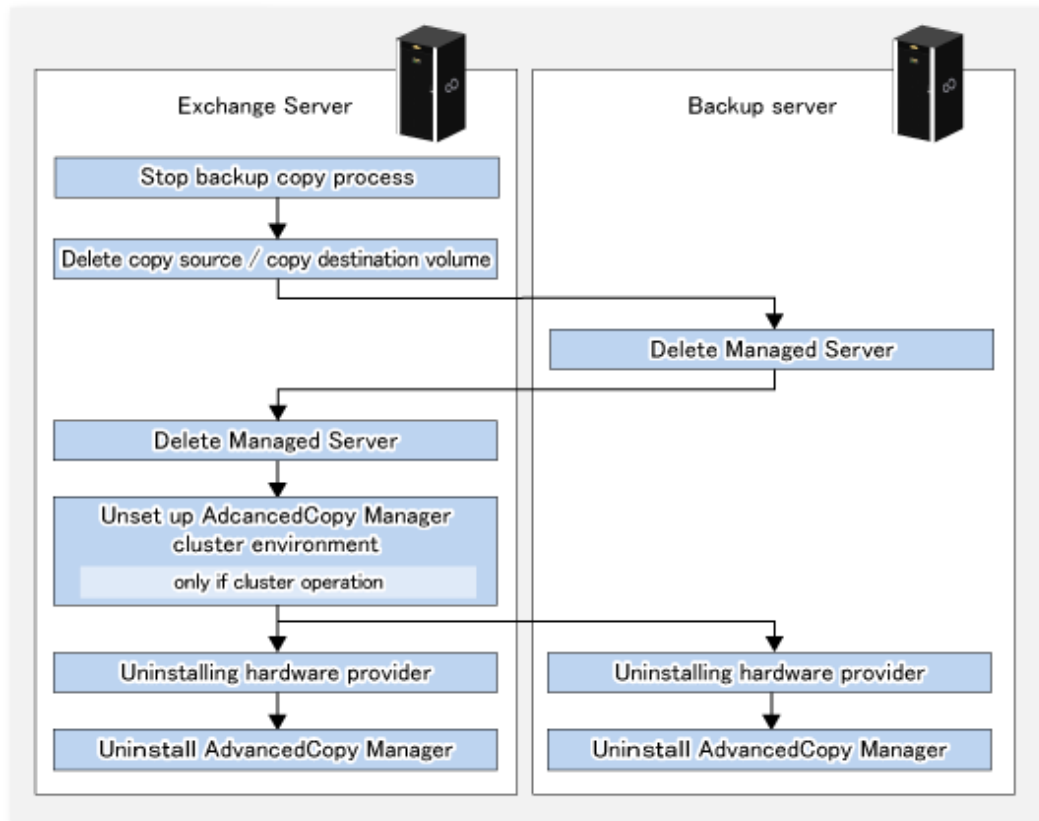 Exchange Server
Backup server
Stop backup copy process
Delete copy source / copy destination volume
Delete Managed Server
Delete Managed Server
Unset up AdcancedCopy Manager
cluster environment
only if cluster operation
Uninstalling hardware provider
Uninstalling hardware provider
Uninstall AdvancedCopy Manager
Uninstall AdvancedCopy Manager